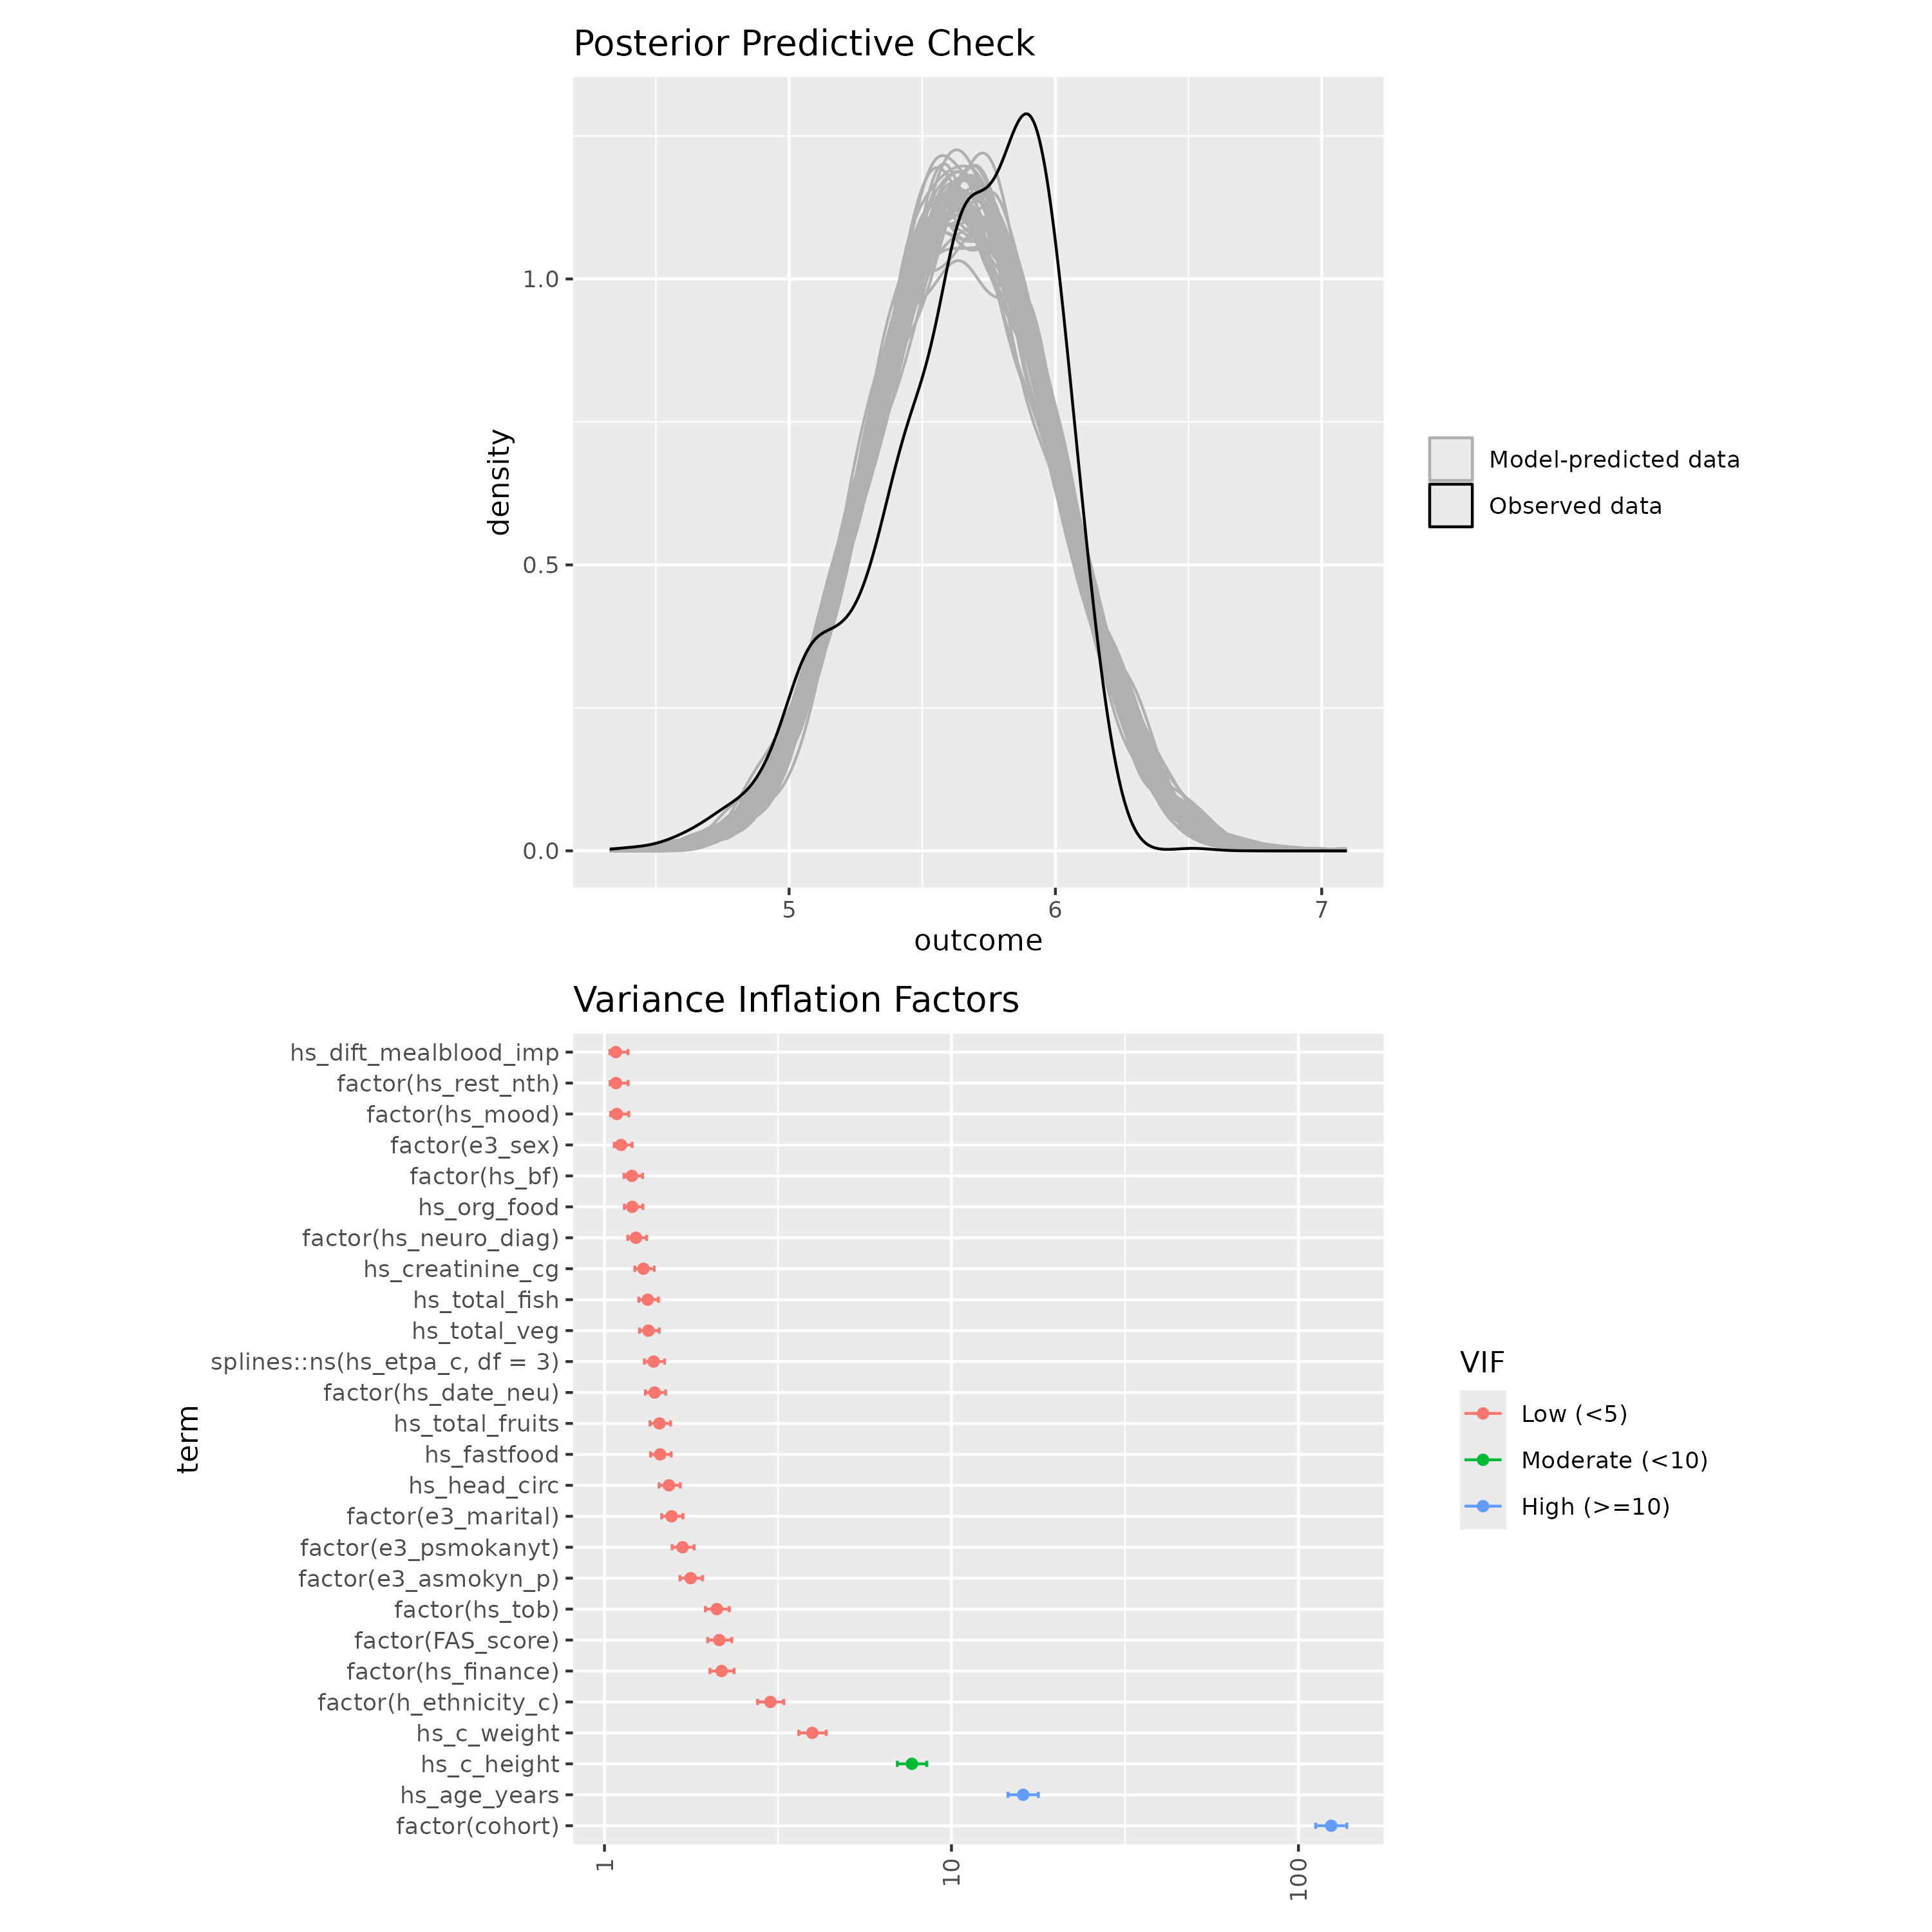 Posterior Predictive Check
density
1.0
0.5
0.0
5 6 7
outcome
Model-predicted data
Observed data
Variance Inflation Factors
term
hs_dift_mealblood_imp
factor(hs_rest_nth)
factor(hs_mood)
factor(e3_sex)
factor(hs_bf)
hs_org_food
factor(hs_neuro_diag)
hs_creatinine_cg
hs_total_fish
hs_total_veg
splines::ns(hs_etpa_c, df = 3)
factor(hs_date_neu)
hs_total_fruits
hs_fastfood
hs_head_circ
factor(e3_marital)
factor(e3_psmokanyt)
factor(e3_asmokyn_p)
factor(hs_tob)
factor(FAS_score)
factor(hs_finance)
factor(h_ethnicity_c)
hs_c_weight
hs_c_height
hs_age_years
factor(cohort)
1 10 100
VIF
Low (<5)
Moderate (<10)
High (>=10)